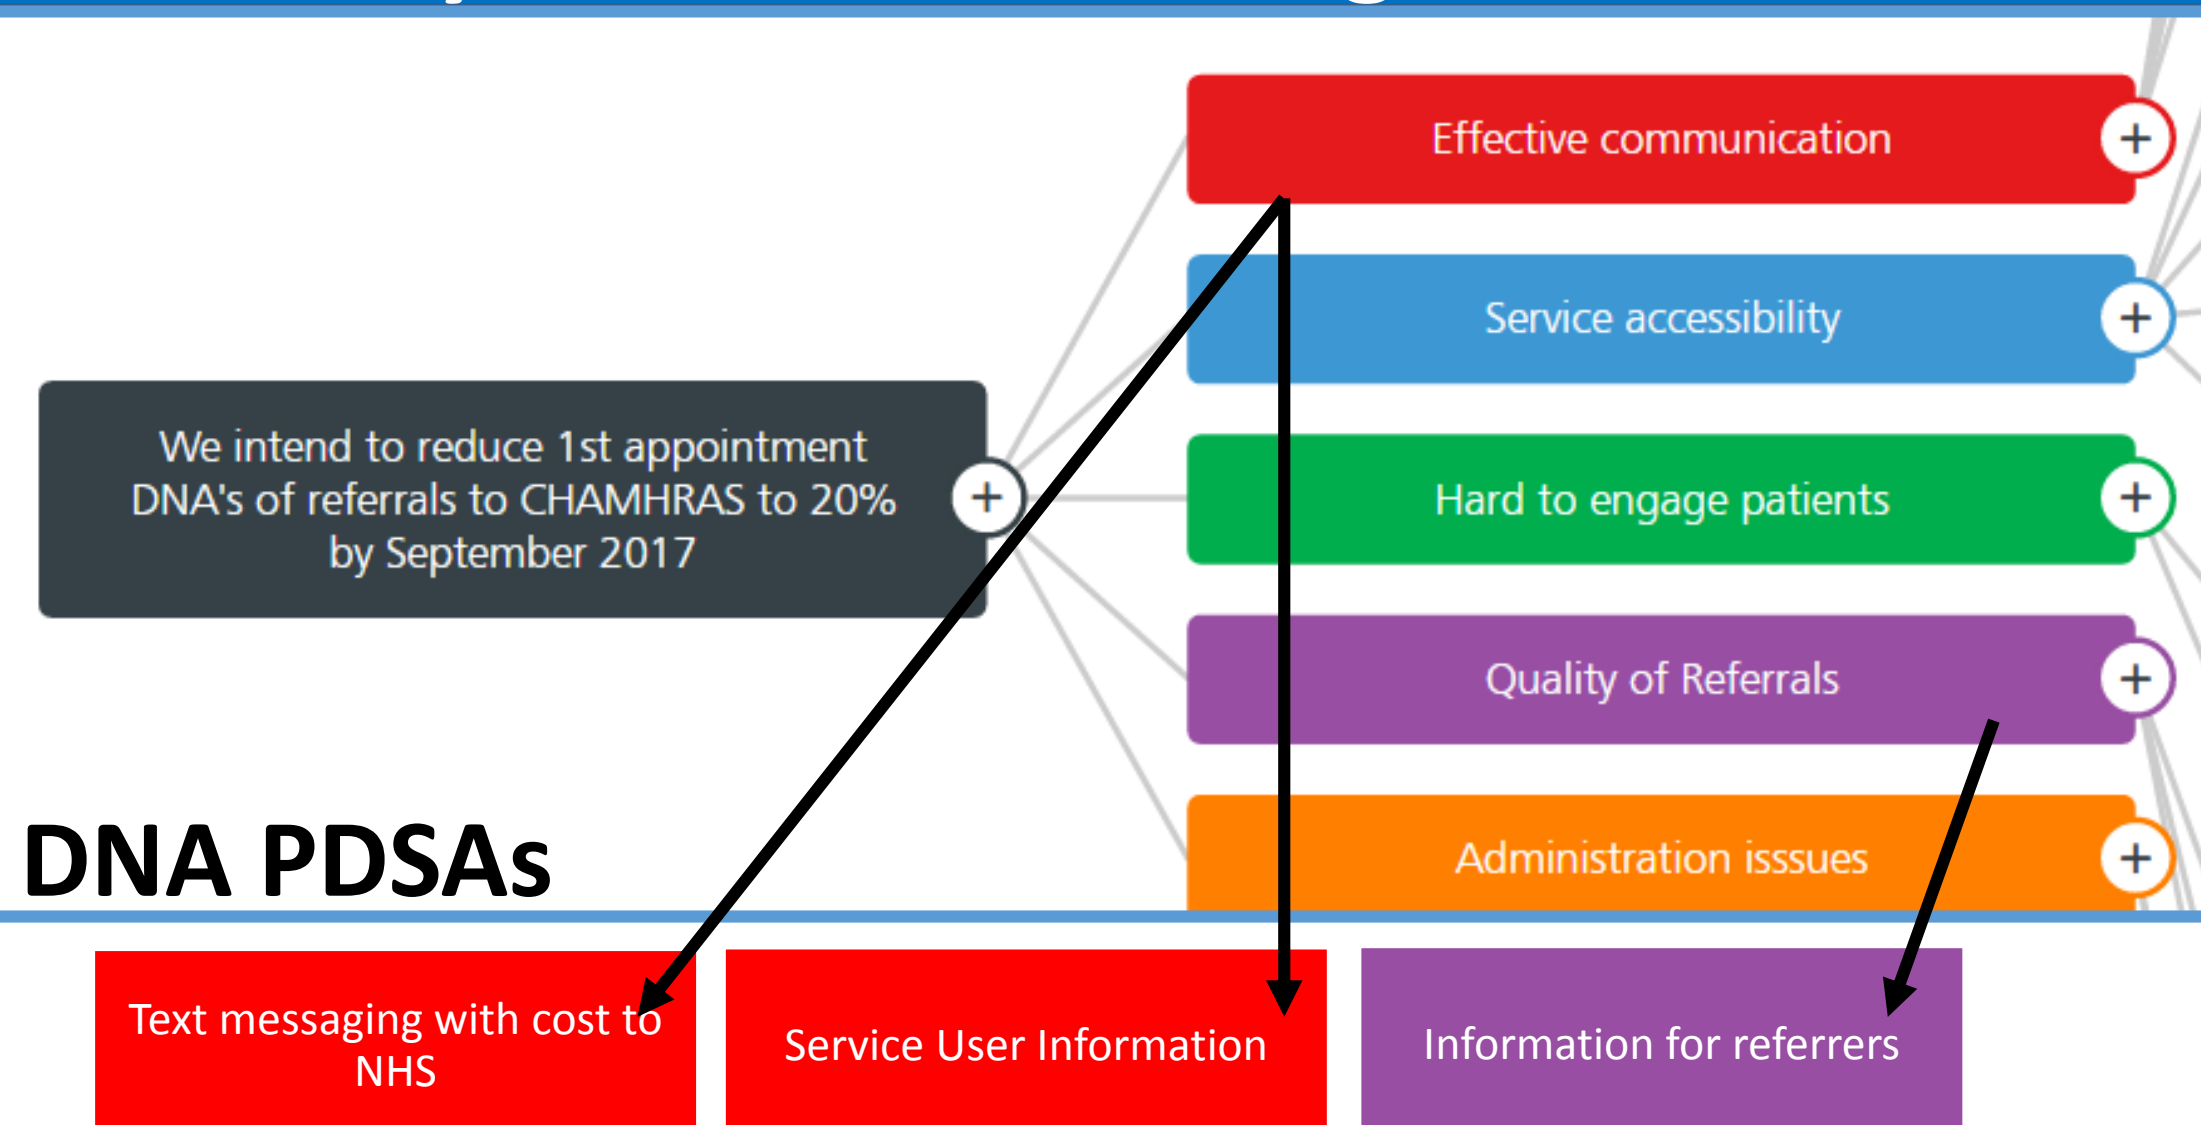 Effective communication
Service accessibility
We intend to reduce 1st appointment
DNA's of referrals to CHAMHRAS to 20%
by September 2017
Hard to engage patients
Quality of Referrals
Administration isssues
DNA PDSAs
Text messaging with cost to
NHS
Service User Information
Information for referrers